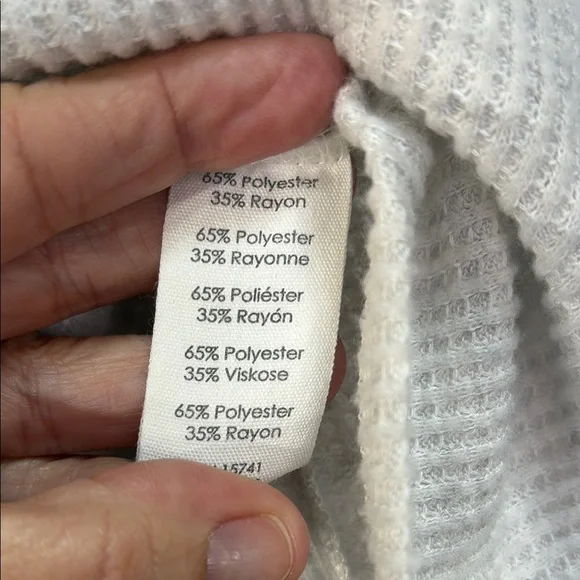 65% Polyester
35% Rayon
65% Polyester
35% Rayonne
65% Poliéster
35% Rayón
65% Polyester
35% Viskose
65% Polyester
35% Rayon
15741